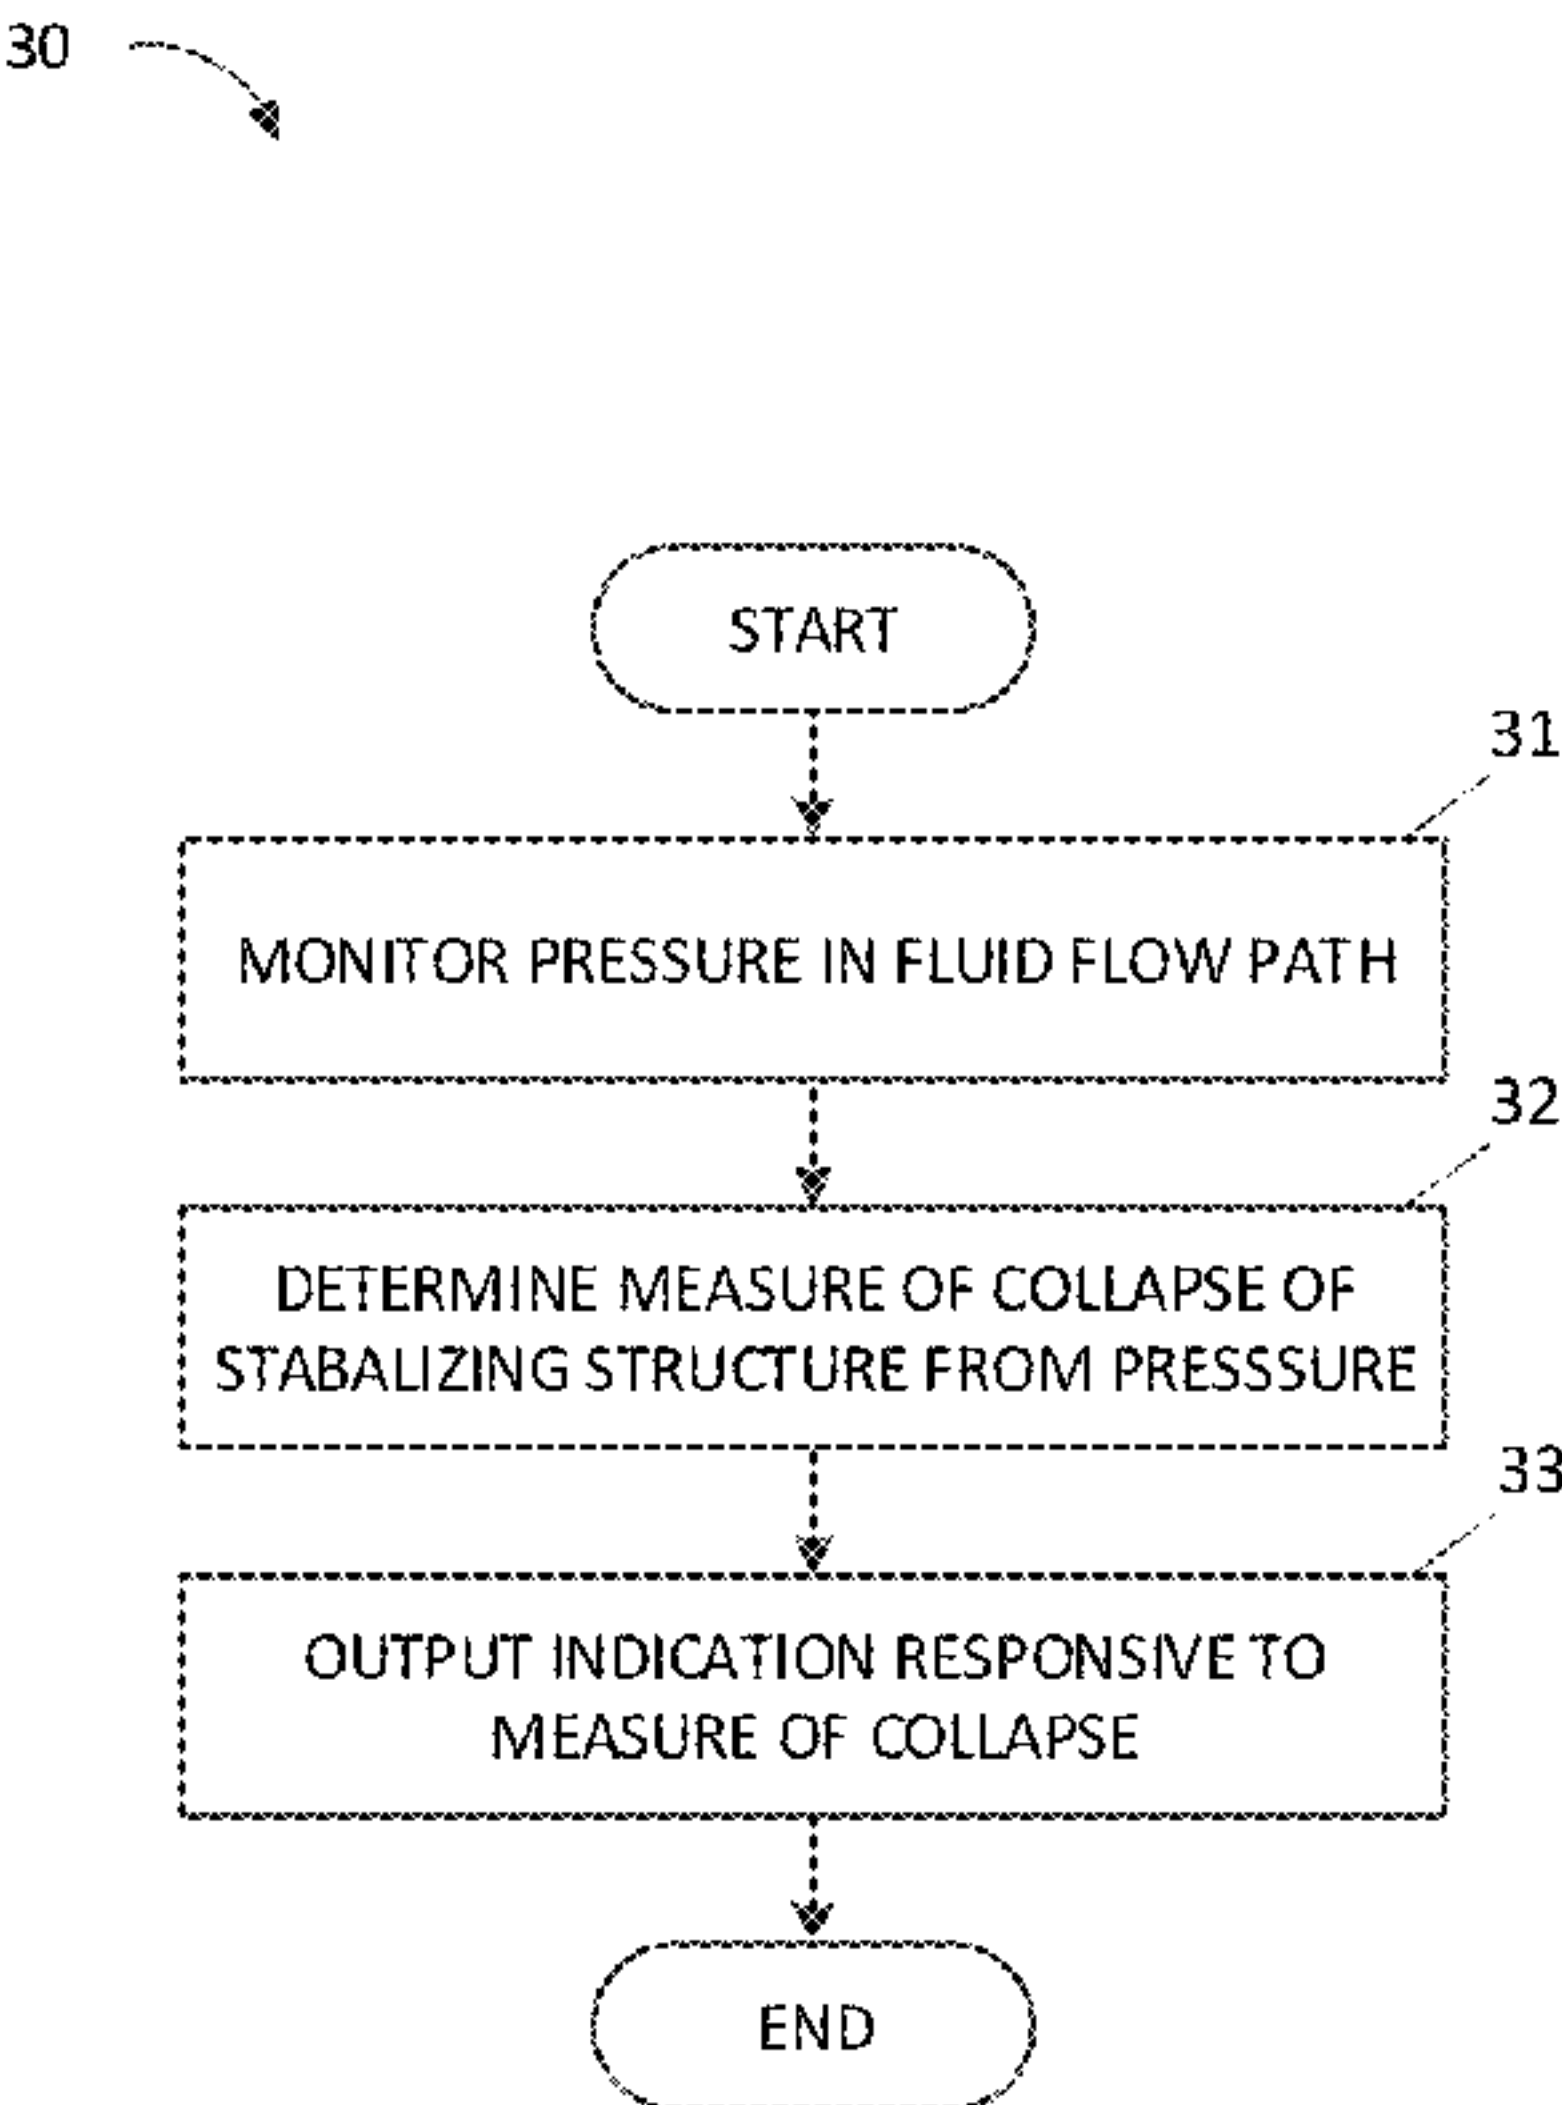 30
START
31
MONITOR PRESSURE IN FLUID FLOW PATH
32
DETERMINE MEASURE OF COLLAPSE OF
STABALIZING STRUCTURE FROM PRESSSURE
33
OUTPUT INDICATION RESPONSIVE TO
MEASURE OF COLLAPSE
END